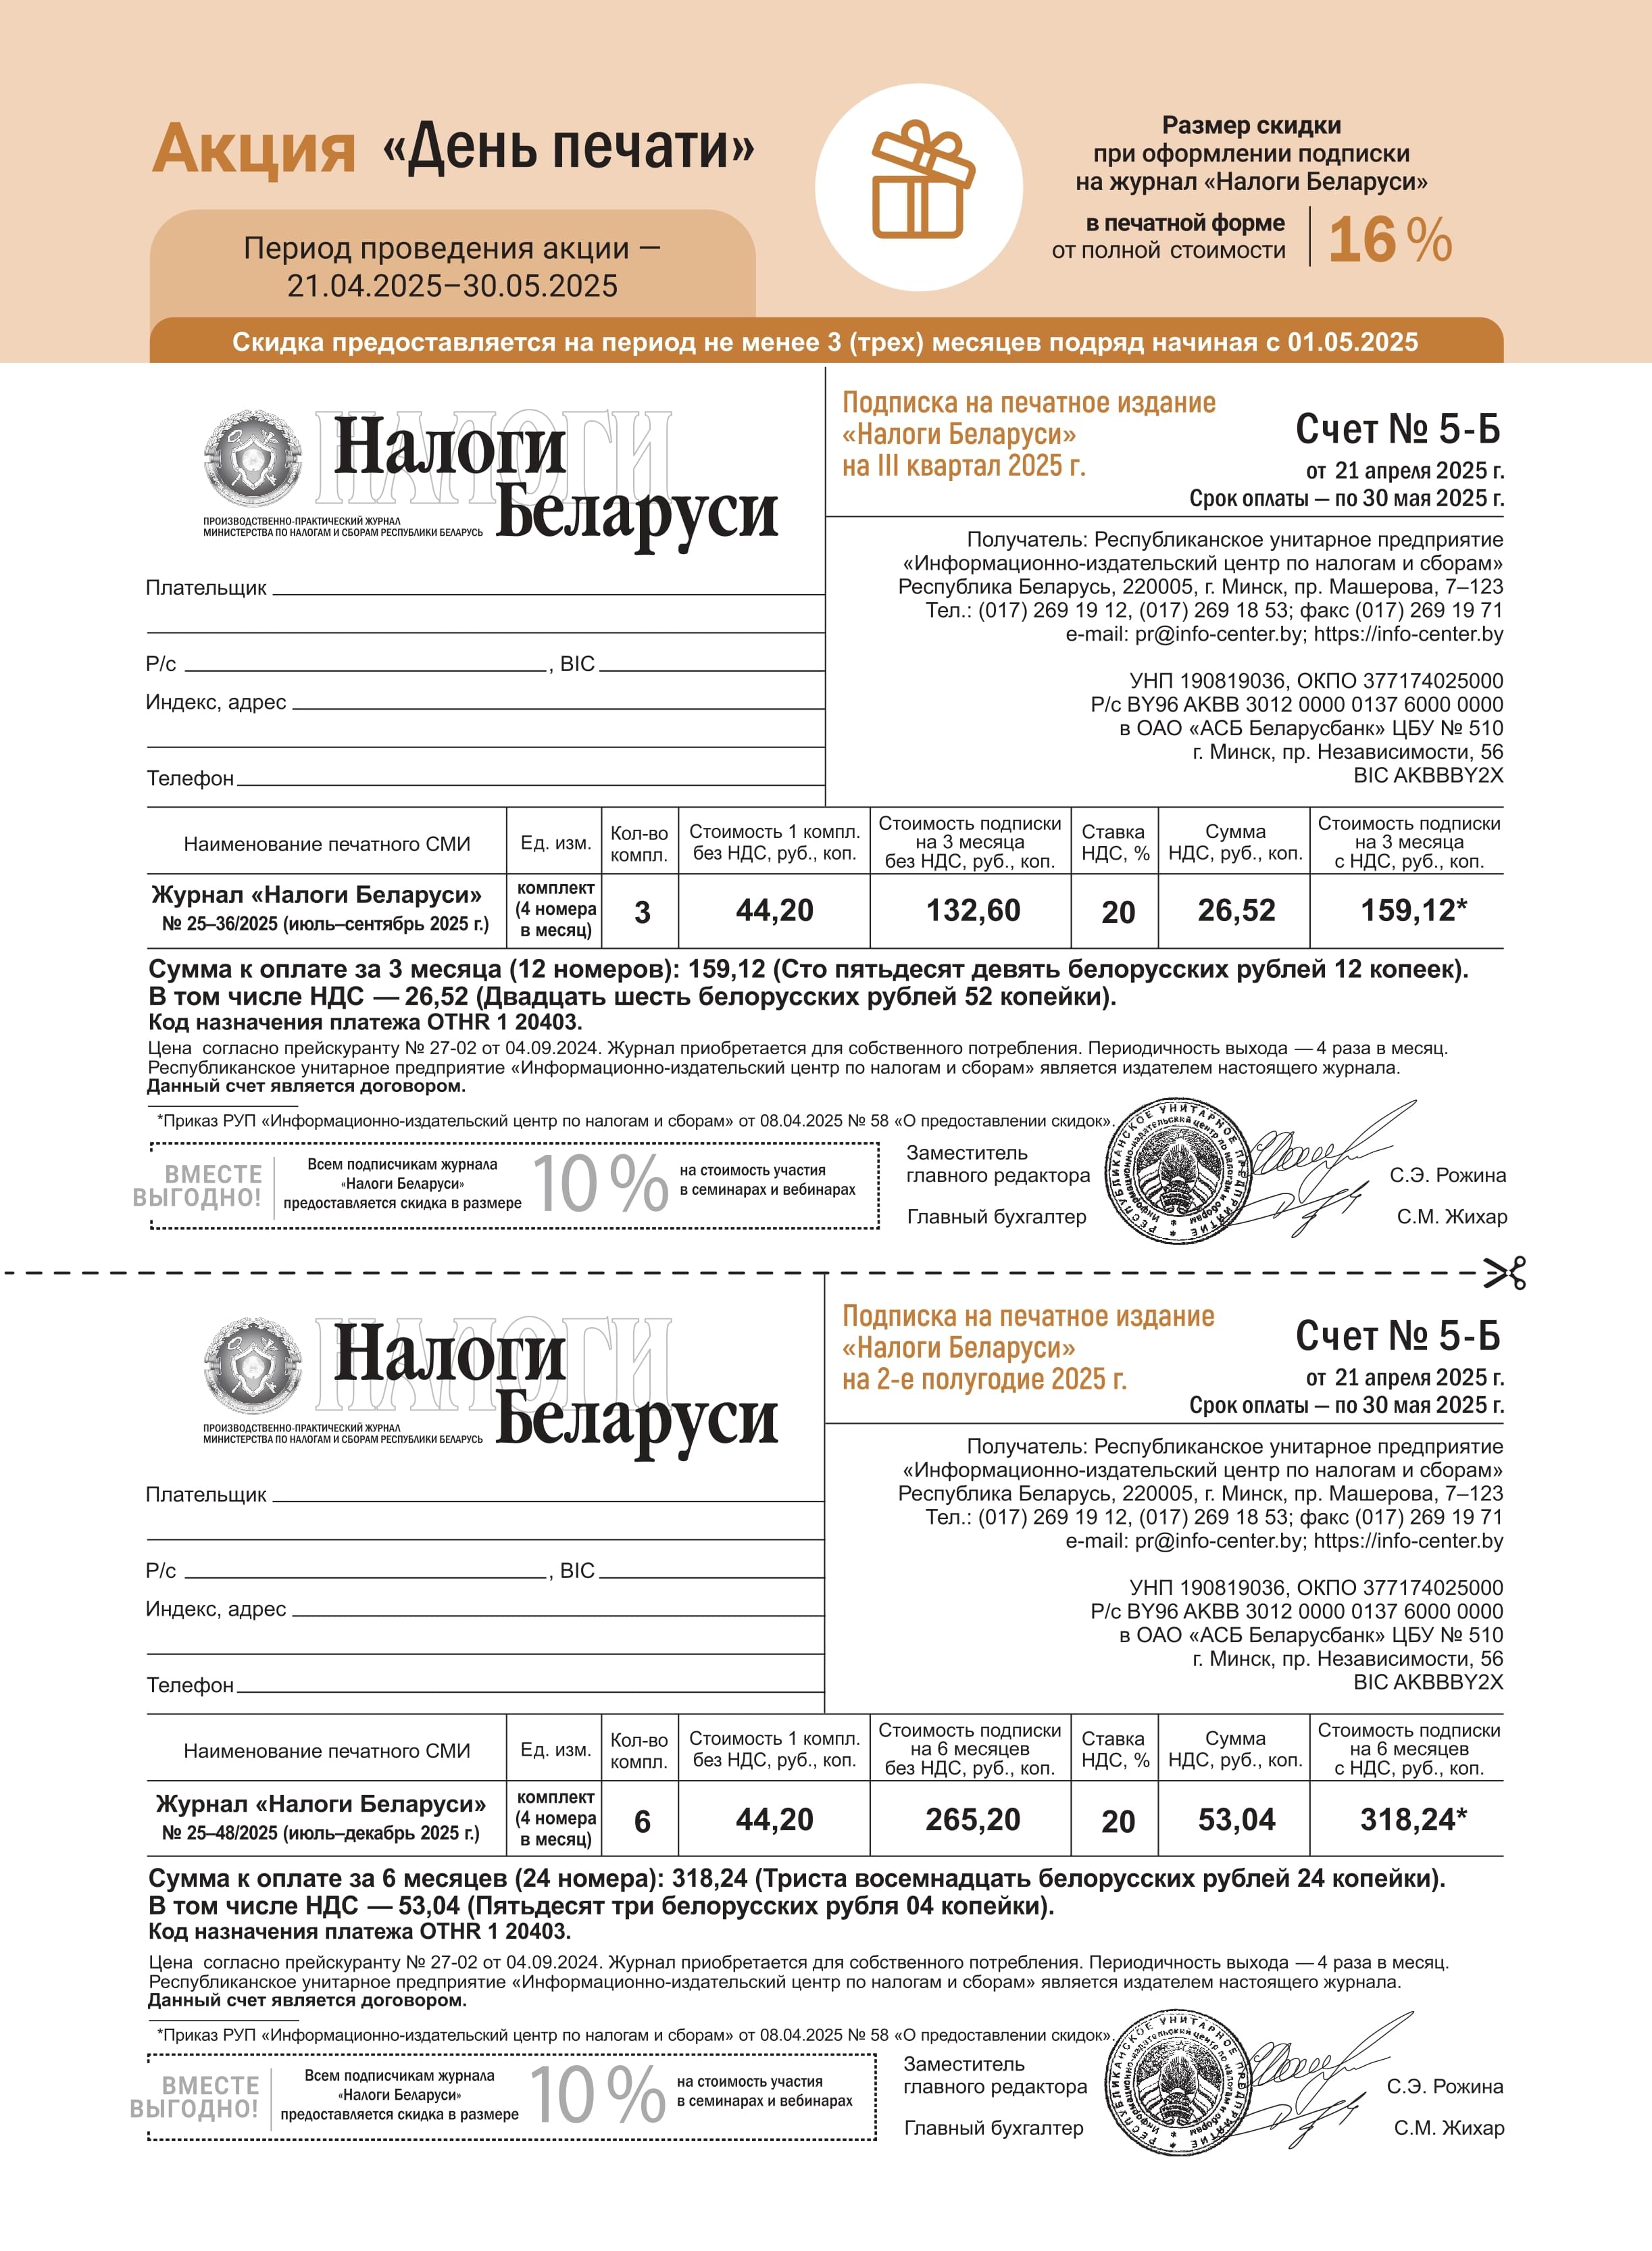 Акция «День печати»
Период проведения акции —
21.04.2025–30.05.2025
Размер скидки
при оформлении подписки
на журнал «Налоги Беларуси»
в печатной форме
от полной стоимости
16 %
Скидка предоставляется на период не менее 3 (трех) месяцев подряд начиная с 01.05.2025
НАЛОГИ
Налоги
Беларуси
ПРОИЗВОДСТВЕННО-ПРАКТИЧЕСКИЙ ЖУРНАЛ
МИНИСТЕРСТВА ПО НАЛОГАМ И СБОРАМ РЕСПУБЛИКИ БЕЛАРУСЬ
Плательщик
Р/с , BIC
Индекс, адрес
Телефон
Подписка на печатное издание
«Налоги Беларуси»
на III квартал 2025 г.
Счет № 5-Б
от 21 апреля 2025 г.
Срок оплаты — по 30 мая 2025 г.
Получатель: Республиканское унитарное предприятие
«Информационно-издательский центр по налогам и сборам»
Республика Беларусь, 220005, г. Минск, пр. Машерова, 7–123
Тел.: (017) 269 19 12, (017) 269 18 53; факс (017) 269 19 71
e-mail: pr@info-center.by; https://info-center.by
УНП 190819036, ОКПО 377174025000
Р/с BY96 AKBB 3012 0000 0137 6000 0000
в ОАО «АСБ Беларусбанк» ЦБУ № 510
г. Минск, пр. Независимости, 56
BIC AKBBBY2X
Наименование печатного СМИ
Ед. изм.
Кол-во
компл.
Стоимость 1 компл.
без НДС, руб., коп.
Стоимость подписки
на 3 месяца
без НДС, руб., коп.
Ставка
НДС, %
Сумма
НДС, руб., коп.
Стоимость подписки
на 3 месяца
с НДС, руб., коп.
Журнал «Налоги Беларуси»
№ 25–36/2025 (июль–сентябрь 2025 г.)
комплект
(4 номера
в месяц)
3
44,20
132,60
20
26,52
159,12*
Сумма к оплате за 3 месяца (12 номеров): 159,12 (Сто пятьдесят девять белорусских рублей 12 копеек).
В том числе НДС — 26,52 (Двадцать шесть белорусских рублей 52 копейки).
Код назначения платежа OTHR 1 20403.
Цена согласно прейскуранту № 27-02 от 04.09.2024. Журнал приобретается для собственного потребления. Периодичность выхода — 4 раза в месяц.
Республиканское унитарное предприятие «Информационно-издательский центр по налогам и сборам» является издателем настоящего журнала.
Данный счет является договором.
*Приказ РУП «Информационно-издательский центр по налогам и сборам» от 08.04.2025 № 58 «О предоставлении скидок».
ВМЕСТЕ
ВЫГОДНО!
Всем подписчикам журнала
«Налоги Беларуси»
предоставляется скидка в размере
10 %
на стоимость участия
в семинарах и вебинарах
Заместитель
главного редактора
С.Э. Рожина
Главный бухгалтер
С.М. Жихар
РЕСПУБЛИКАНСКОЕ УНИТАРНОЕ ПРЕДПРИЯТИЕ
Информационно-издательский центр по налогам и сборам
НАЛОГИ
Налоги
Беларуси
ПРОИЗВОДСТВЕННО-ПРАКТИЧЕСКИЙ ЖУРНАЛ
МИНИСТЕРСТВА ПО НАЛОГАМ И СБОРАМ РЕСПУБЛИКИ БЕЛАРУСЬ
Плательщик
Р/с , BIC
Индекс, адрес
Телефон
Подписка на печатное издание
«Налоги Беларуси»
на 2-е полугодие 2025 г.
Счет № 5-Б
от 21 апреля 2025 г.
Срок оплаты — по 30 мая 2025 г.
Получатель: Республиканское унитарное предприятие
«Информационно-издательский центр по налогам и сборам»
Республика Беларусь, 220005, г. Минск, пр. Машерова, 7–123
Тел.: (017) 269 19 12, (017) 269 18 53; факс (017) 269 19 71
e-mail: pr@info-center.by; https://info-center.by
УНП 190819036, ОКПО 377174025000
Р/с BY96 AKBB 3012 0000 0137 6000 0000
в ОАО «АСБ Беларусбанк» ЦБУ № 510
г. Минск, пр. Независимости, 56
BIC AKBBBY2X
Наименование печатного СМИ
Ед. изм.
Кол-во
компл.
Стоимость 1 компл.
без НДС, руб., коп.
Стоимость подписки
на 6 месяцев
без НДС, руб., коп.
Ставка
НДС, %
Сумма
НДС, руб., коп.
Стоимость подписки
на 6 месяцев
с НДС, руб., коп.
Журнал «Налоги Беларуси»
№ 25–48/2025 (июль–декабрь 2025 г.)
комплект
(4 номера
в месяц)
6
44,20
265,20
20
53,04
318,24*
Сумма к оплате за 6 месяцев (24 номера): 318,24 (Триста восемнадцать белорусских рублей 24 копейки).
В том числе НДС — 53,04 (Пятьдесят три белорусских рубля 04 копейки).
Код назначения платежа OTHR 1 20403.
Цена согласно прейскуранту № 27-02 от 04.09.2024. Журнал приобретается для собственного потребления. Периодичность выхода — 4 раза в месяц.
Республиканское унитарное предприятие «Информационно-издательский центр по налогам и сборам» является издателем настоящего журнала.
Данный счет является договором.
*Приказ РУП «Информационно-издательский центр по налогам и сборам» от 08.04.2025 № 58 «О предоставлении скидок».
ВМЕСТЕ
ВЫГОДНО!
Всем подписчикам журнала
«Налоги Беларуси»
предоставляется скидка в размере
10 %
на стоимость участия
в семинарах и вебинарах
Заместитель
главного редактора
С.Э. Рожина
Главный бухгалтер
С.М. Жихар
РЕСПУБЛИКАНСКОЕ УНИТАРНОЕ ПРЕДПРИЯТИЕ
Информационно-издательский центр по налогам и сборам